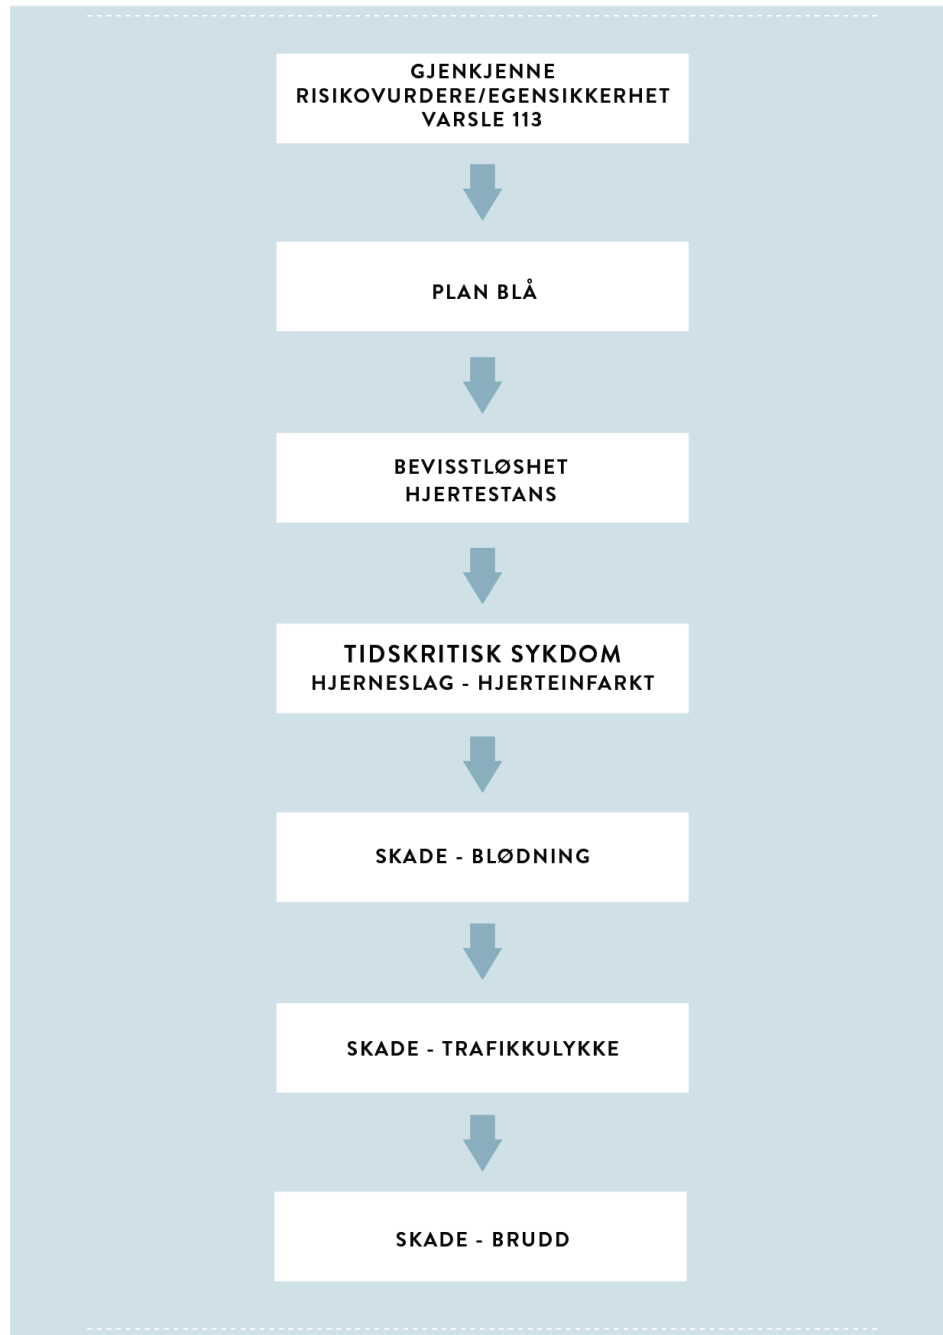 GJENKJENNE
RISIKOVURDERE/EGENSIKKERHET
VARSLE 113
PLAN BLÅ
BEVISSTLØSHET
HJERTESTANS
TIDSKRITISK SYKDOM
HJERNESLAG - HJERTEINFARKT
SKADE - BLØDNING
SKADE - TRAFIKKULYKKE
SKADE - BRUDD